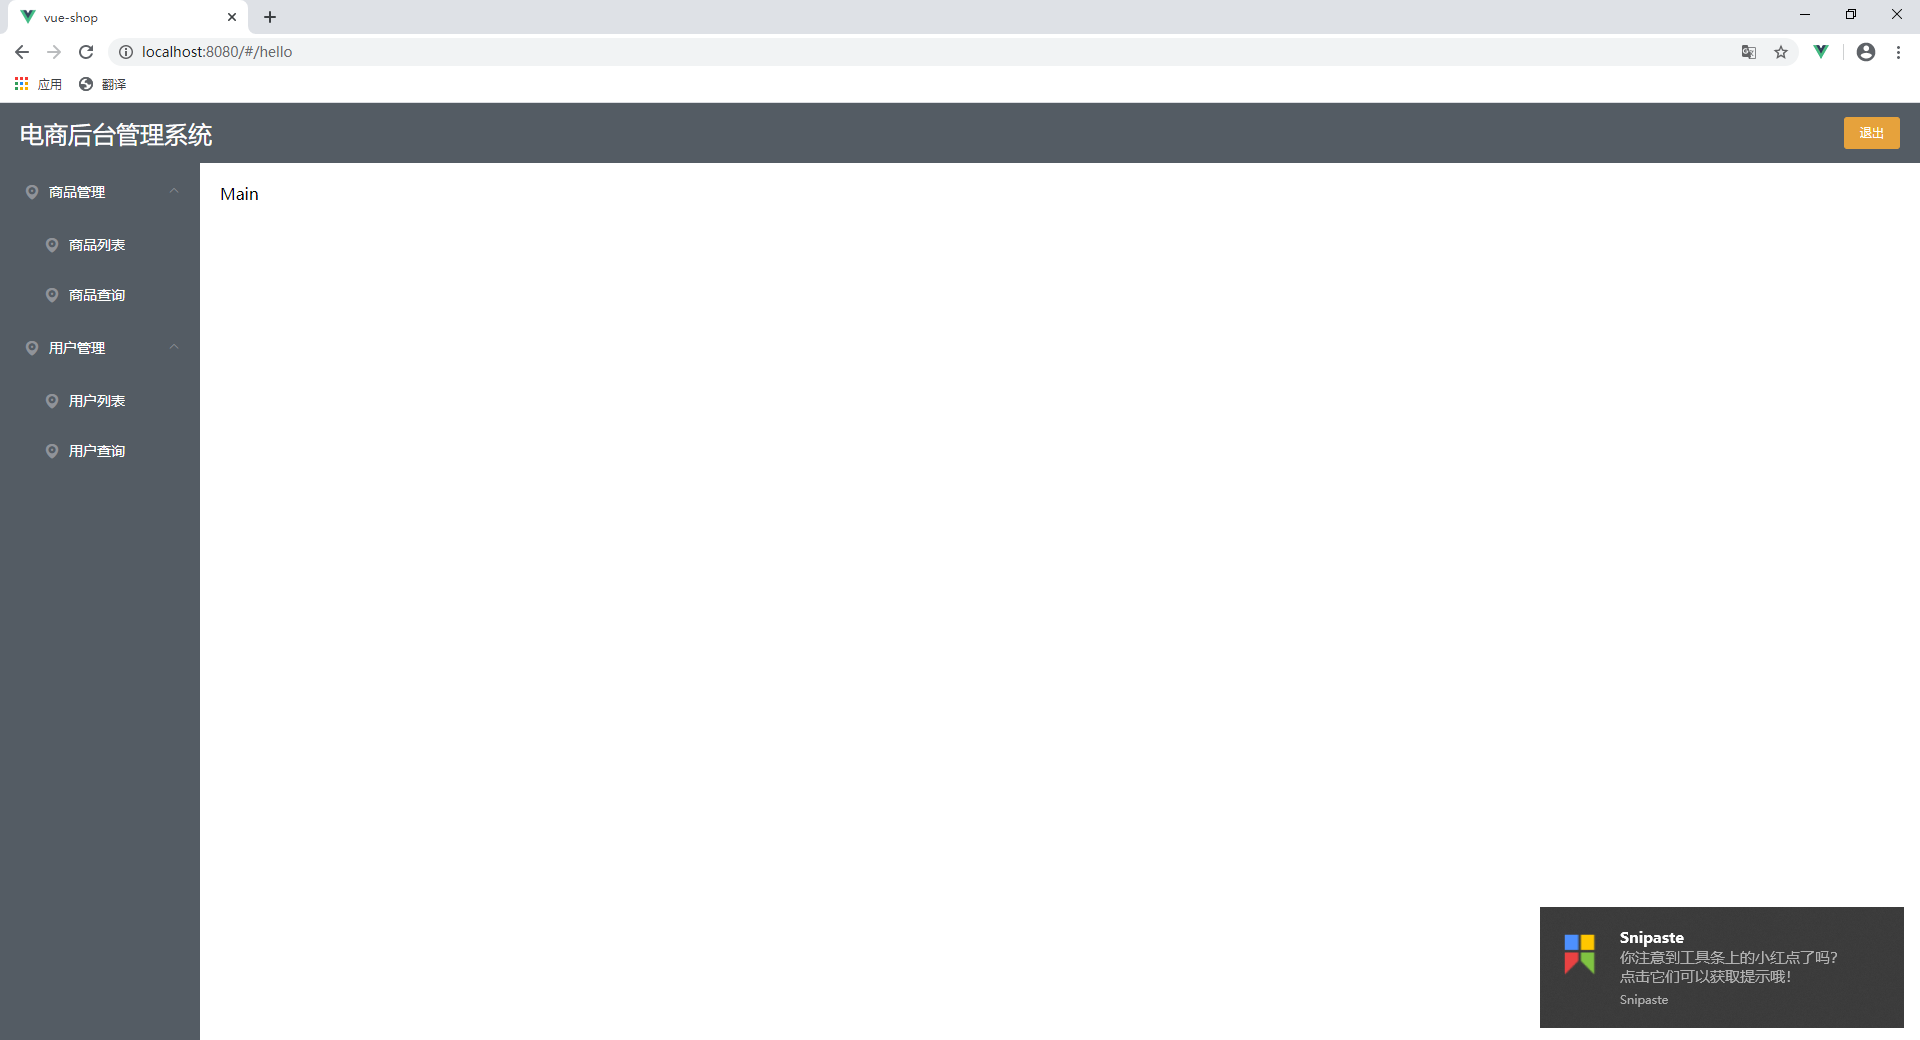 vue-shop
localhost:8080/#/hello
应用 翻译
电商后台管理系统
退出
商品管理
Main
商品列表
商品查询
用户管理
用户列表
用户查询
Snipaste
你注意到工具条上的小红点了吗?
点击它们可以获取提示哦!
Snipaste